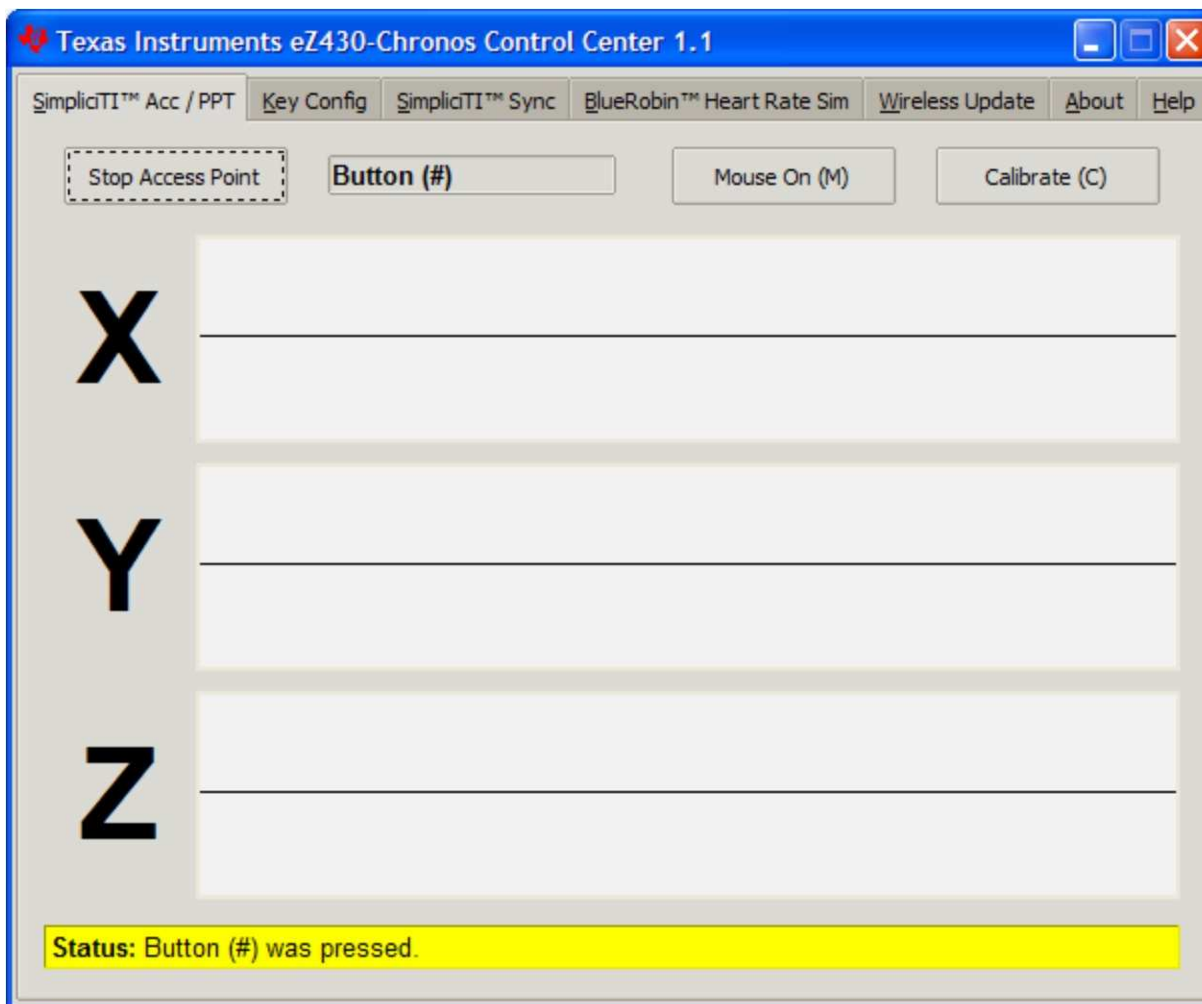 Texas Instruments eZ430-Chronos Control Center 1.1
SimpliciTI™ Acc / PPT Key Config SimpliciTI™ Sync BlueRobin™ Heart Rate Sim Wireless Update About Help
Stop Access Point Button (#) Mouse On (M) Calibrate (C)
X
Y
Z
Status: Button (#) was pressed.